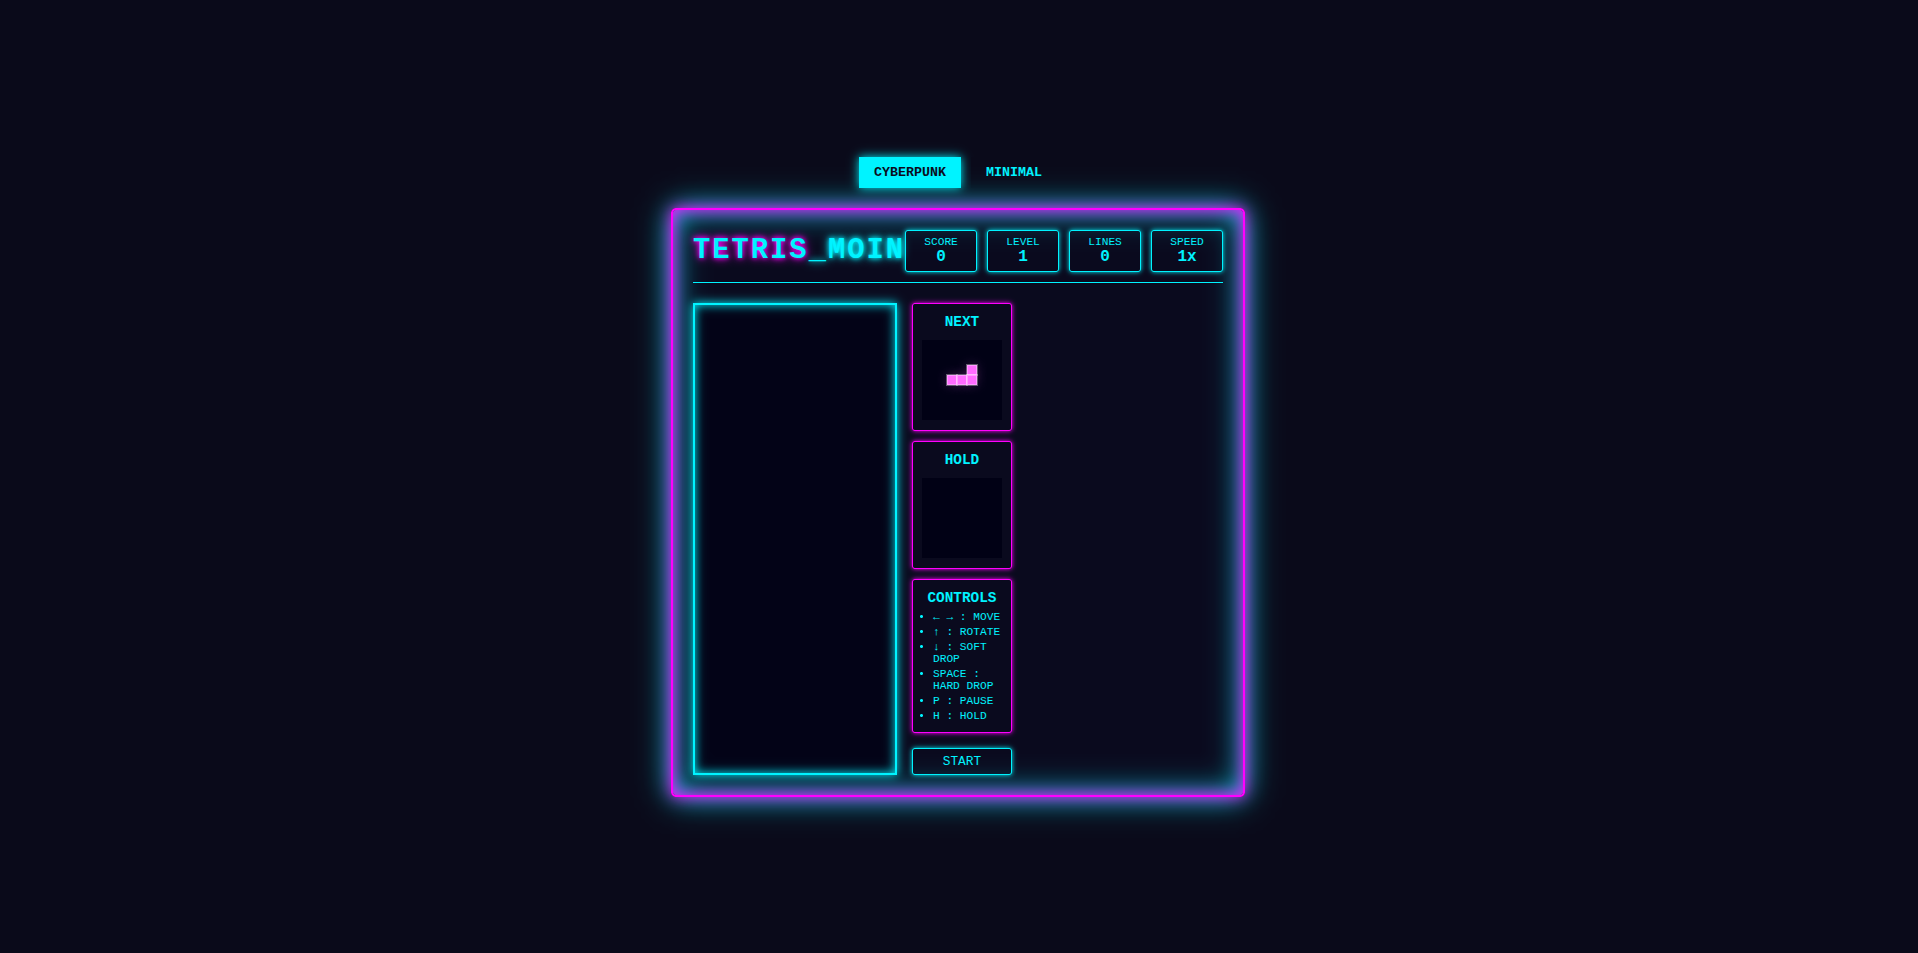 CYBERPUNK MINIMAL
TETRIS_MOIN
SCORE LEVEL LINES SPEED
0 1 0 1x
NEXT
HOLD
CONTROLS
• ← → : MOVE
• ↑ : ROTATE
• ↓ : SOFT
DROP
• SPACE :
HARD DROP
• P : PAUSE
• H : HOLD
START